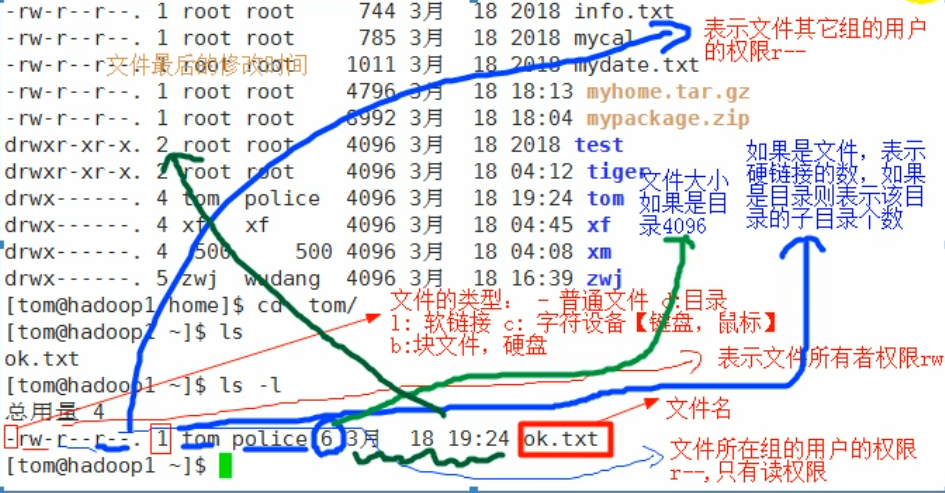 -rw-r--r--. 1 root root 744 3月 18 2018 info.txt
-rw-r--r--. 1 root root 785 3月 18 2018 mycal
表示文件其它组的用户
的权限r--
-rw-r--r--. 1 root root 1011 3月 18 2018 mydate.txt
文件最后的修改时间
-rw-r--r--. 1 root root 4796 3月 18 18:13 myhome.tar.gz
-rw-r--r--. 1 root root 8992 3月 18 18:04 mypackage.zip
drwxr-xr-x. 2 root root 4096 3月 18 2018 test
drwxr-xr-x. 2 root root 4096 3月 18 04:12 tiger
drwx------. 4 tom police 4096 3月 18 19:24 tom
drwx------. 4 xf xf 4096 3月 18 04:45 xf
drwx------. 4 500 500 4096 3月 18 04:08 xm
drwx------. 5 zwj wudang 4096 3月 18 16:39 zwj
文件大小
如果是目
录4096
如果是文件，表示
硬链接的数，如果
是目录则表示该目
录的子目录个数
[tom@hadoop1 home]$ cd tom/
[tom@hadoop1 ~]$ ls
ok.txt
[tom@hadoop1 ~]$ ls -l
总用量 4
文件的类型： - 普通文件 d:目录
l: 软链接 c: 字符设备【键盘，鼠标】
b:块文件，硬盘
表示文件所有者权限rw
文件名
-rw-r--r--. 1 tom police 6 3月 18 19:24 ok.txt
[tom@hadoop1 ~]$
文件所在组的用户的权限
r--,只有读权限